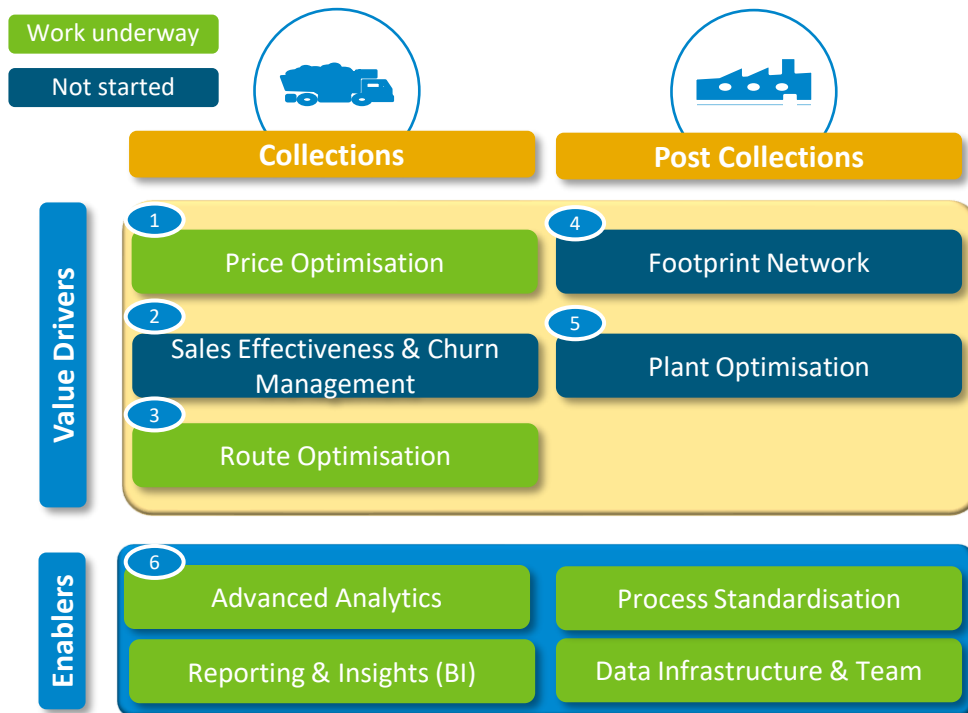 Work underway
Not started
Collections
Post Collections
Value Drivers
1
Price Optimisation
4
Footprint Network
2
Sales Effectiveness & Churn
Management
5
Plant Optimisation
3
Route Optimisation
Enablers
6
Advanced Analytics
Process Standardisation
Reporting & Insights (BI)
Data Infrastructure & Team